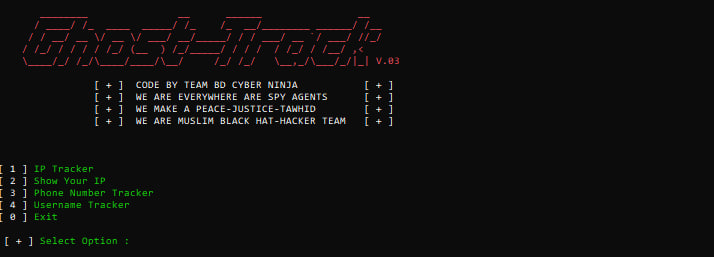 Ghost-Track V.03
[ + ] CODE BY TEAM BD CYBER NINJA [ + ]
[ + ] WE ARE EVERYWHERE ARE SPY AGENTS [ + ]
[ + ] WE MAKE A PEACE-JUSTICE-TAWHID [ + ]
[ + ] WE ARE MUSLIM BLACK HAT-HACKER TEAM [ + ]
[ 1 ] IP Tracker
[ 2 ] Show Your IP
[ 3 ] Phone Number Tracker
[ 4 ] Username Tracker
[ 0 ] Exit
[ + ] Select Option :